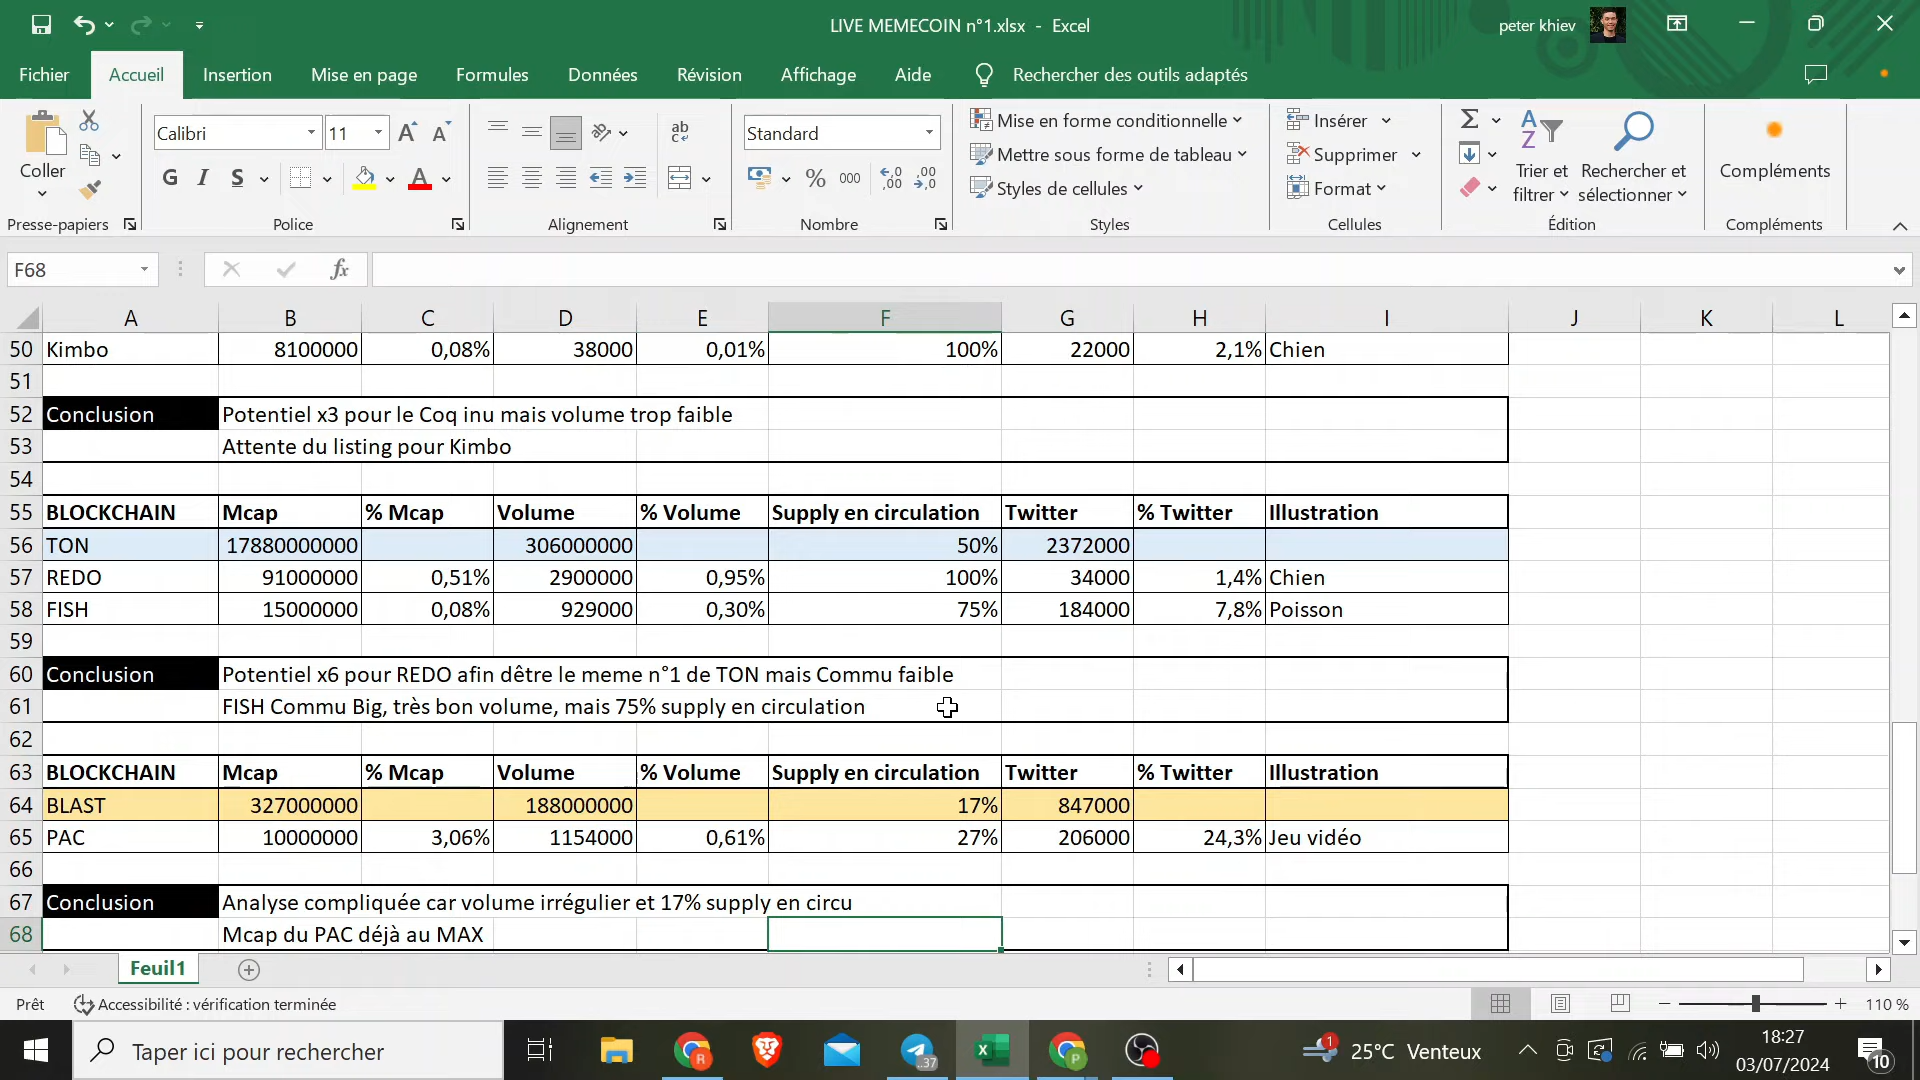 LIVE MEMECOIN n°1.xlsx - Excel
peter khiev
Fichier Accueil Insertion Mise en page Formules Données Révision Affichage Aide Rechercher des outils adaptés
Coller
Presse-papiers
Calibri 11
G I S
Police
ab
Alignement
Standard
% 000
Nombre
Mise en forme conditionnelle
Mettre sous forme de tableau
Styles de cellules
Styles
Insérer
Supprimer
Format
Cellules
Trier et filtrer
Rechercher et sélectionner
Édition
Compléments
Compléments
F68 fx
A B C D E F G H I J K L
50 Kimbo 8100000 0,08% 38000 0,01% 100% 22000 2,1% Chien
51
52 Conclusion Potentiel x3 pour le Coq inu mais volume trop faible
53 Attente du listing pour Kimbo
54
55 BLOCKCHAIN Mcap % Mcap Volume % Volume Supply en circulation Twitter % Twitter Illustration
56 TON 17880000000 306000000 50% 2372000
57 REDO 91000000 0,51% 2900000 0,95% 100% 34000 1,4% Chien
58 FISH 15000000 0,08% 929000 0,30% 75% 184000 7,8% Poisson
59
60 Conclusion Potentiel x6 pour REDO afin dêtre le meme n°1 de TON mais Commu faible
61 FISH Commu Big, très bon volume, mais 75% supply en circulation
62
63 BLOCKCHAIN Mcap % Mcap Volume % Volume Supply en circulation Twitter % Twitter Illustration
64 BLAST 327000000 188000000 17% 847000
65 PAC 10000000 3,06% 1154000 0,61% 27% 206000 24,3% Jeu vidéo
66
67 Conclusion Analyse compliquée car volume irrégulier et 17% supply en circu
68 Mcap du PAC déjà au MAX
Feuil1
Prêt Accessibilité : vérification terminée 110 %
Taper ici pour rechercher 37 1 25°C Venteux 18:27
03/07/2024 10